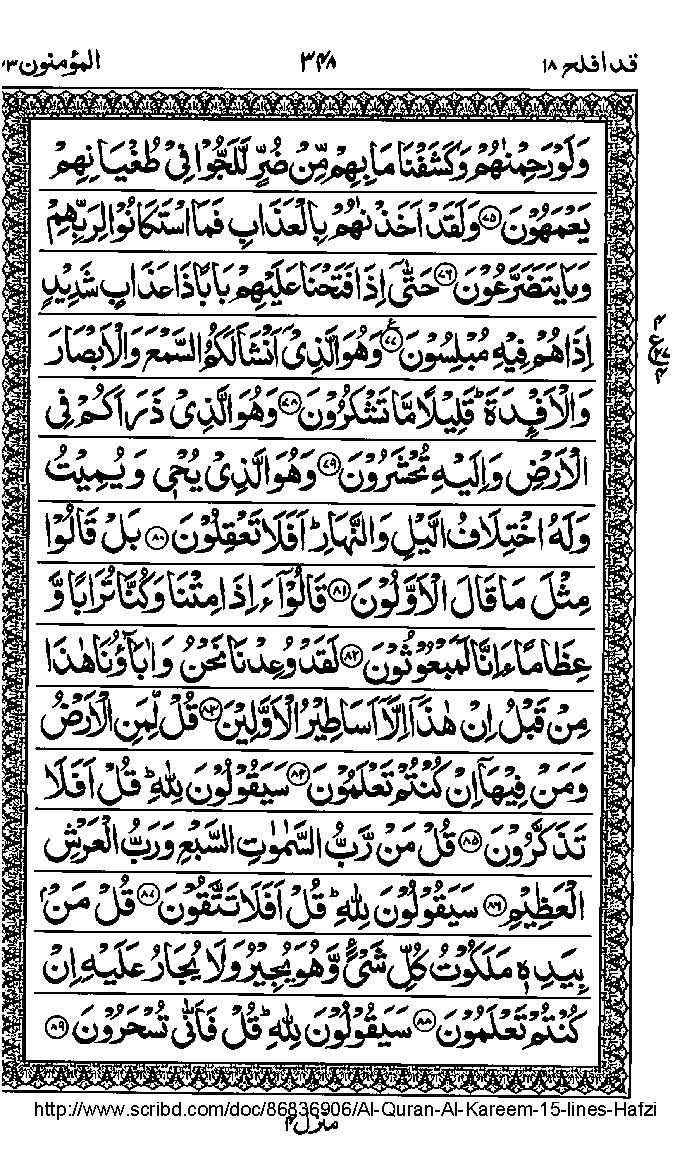 قد افلح ١٨
٣٤٨
المؤمنون ٢٣
وَلَوْ رَحِمْنٰهُمْ وَكَشَفْنَا مَا بِهِمْ مِّنْ ضُرٍّ لَّلَجُّوْا فِیْ طُغْیَانِهِمْ
یَعْمَهُوْنَ ﴿٧٥﴾ وَلَقَدْ اَخَذْنٰهُمْ بِالْعَذَابِ فَمَا اسْتَكَانُوْا لِرَبِّهِمْ
وَمَا یَتَضَرَّعُوْنَ ﴿٧٦﴾ حَتّٰۤی اِذَا فَتَحْنَا عَلَیْهِمْ بَابًا ذَا عَذَابٍ شَدِیْدٍ
اِذَا هُمْ فِیْهِ مُبْلِسُوْنَ ﴿٧٧﴾ وَهُوَ الَّذِیْۤ اَنْشَاَ لَكُمُ السَّمْعَ وَالْاَبْصَارَ
وَالْاَفْـِٕدَةَ ؕ قَلِیْلًا مَّا تَشْكُرُوْنَ ﴿٧٨﴾ وَهُوَ الَّذِیْ ذَرَاَكُمْ فِی
الْاَرْضِ وَاِلَیْهِ تُحْشَرُوْنَ ﴿٧٩﴾ وَهُوَ الَّذِیْ یُحْیٖ وَیُمِیْتُ
وَلَهُ اخْتِلَافُ الَّیْلِ وَالنَّهَارِ ؕ اَفَلَا تَعْقِلُوْنَ ﴿٨٠﴾ بَلْ قَالُوْا
مِثْلَ مَا قَالَ الْاَوَّلُوْنَ ﴿٨١﴾ قَالُوْۤا ءَاِذَا مِتْنَا وَكُنَّا تُرَابًا وَّ
عِظَامًا ءَاِنَّا لَمَبْعُوْثُوْنَ ﴿٨٢﴾ لَقَدْ وُعِدْنَا نَحْنُ وَاٰبَآؤُنَا هٰذَا
مِنْ قَبْلُ اِنْ هٰذَاۤ اِلَّاۤ اَسَاطِیْرُ الْاَوَّلِیْنَ ﴿٨٣﴾ قُلْ لِّمَنِ الْاَرْضُ
وَمَنْ فِیْهَاۤ اِنْ كُنْتُمْ تَعْلَمُوْنَ ﴿٨٤﴾ سَیَقُوْلُوْنَ لِلّٰهِ ؕ قُلْ اَفَلَا
تَذَكَّرُوْنَ ﴿٨٥﴾ قُلْ مَنْ رَّبُّ السَّمٰوٰتِ السَّبْعِ وَرَبُّ الْعَرْشِ
الْعَظِیْمِ ﴿٨٦﴾ سَیَقُوْلُوْنَ لِلّٰهِ ؕ قُلْ اَفَلَا تَتَّقُوْنَ ﴿٨٧﴾ قُلْ مَنْۢ
بِیَدِهٖ مَلَكُوْتُ كُلِّ شَیْءٍ وَّهُوَ یُجِیْرُ وَلَا یُجَارُ عَلَیْهِ اِنْ
كُنْتُمْ تَعْلَمُوْنَ ﴿٨٨﴾ سَیَقُوْلُوْنَ لِلّٰهِ ؕ قُلْ فَاَنّٰی تُسْحَرُوْنَ ﴿٨٩﴾
http://www.scribd.com/doc/86836906/Al-Quran-Al-Kareem-15-lines-Hafzi
منزل ۴